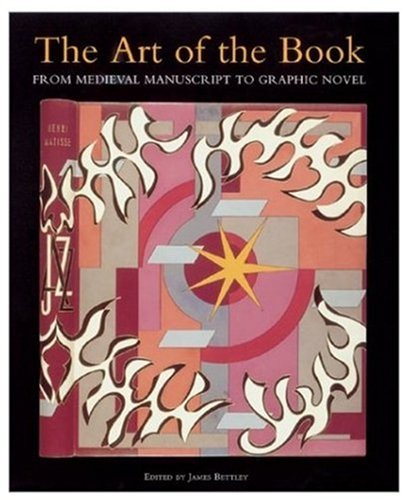 The Art of the Book
FROM MEDIEVAL MANUSCRIPT TO GRAPHIC NOVEL
HENRI
MATISSE
JAZZ
EDITED BY JAMES BETTLEY